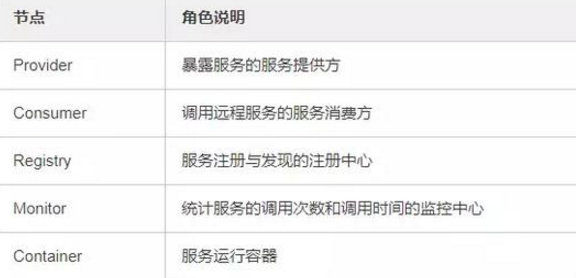 节点 角色说明
Provider 暴露服务的服务提供方
Consumer 调用远程服务的服务消费方
Registry 服务注册与发现的注册中心
Monitor 统计服务的调用次数和调用时间的监控中心
Container 服务运行容器